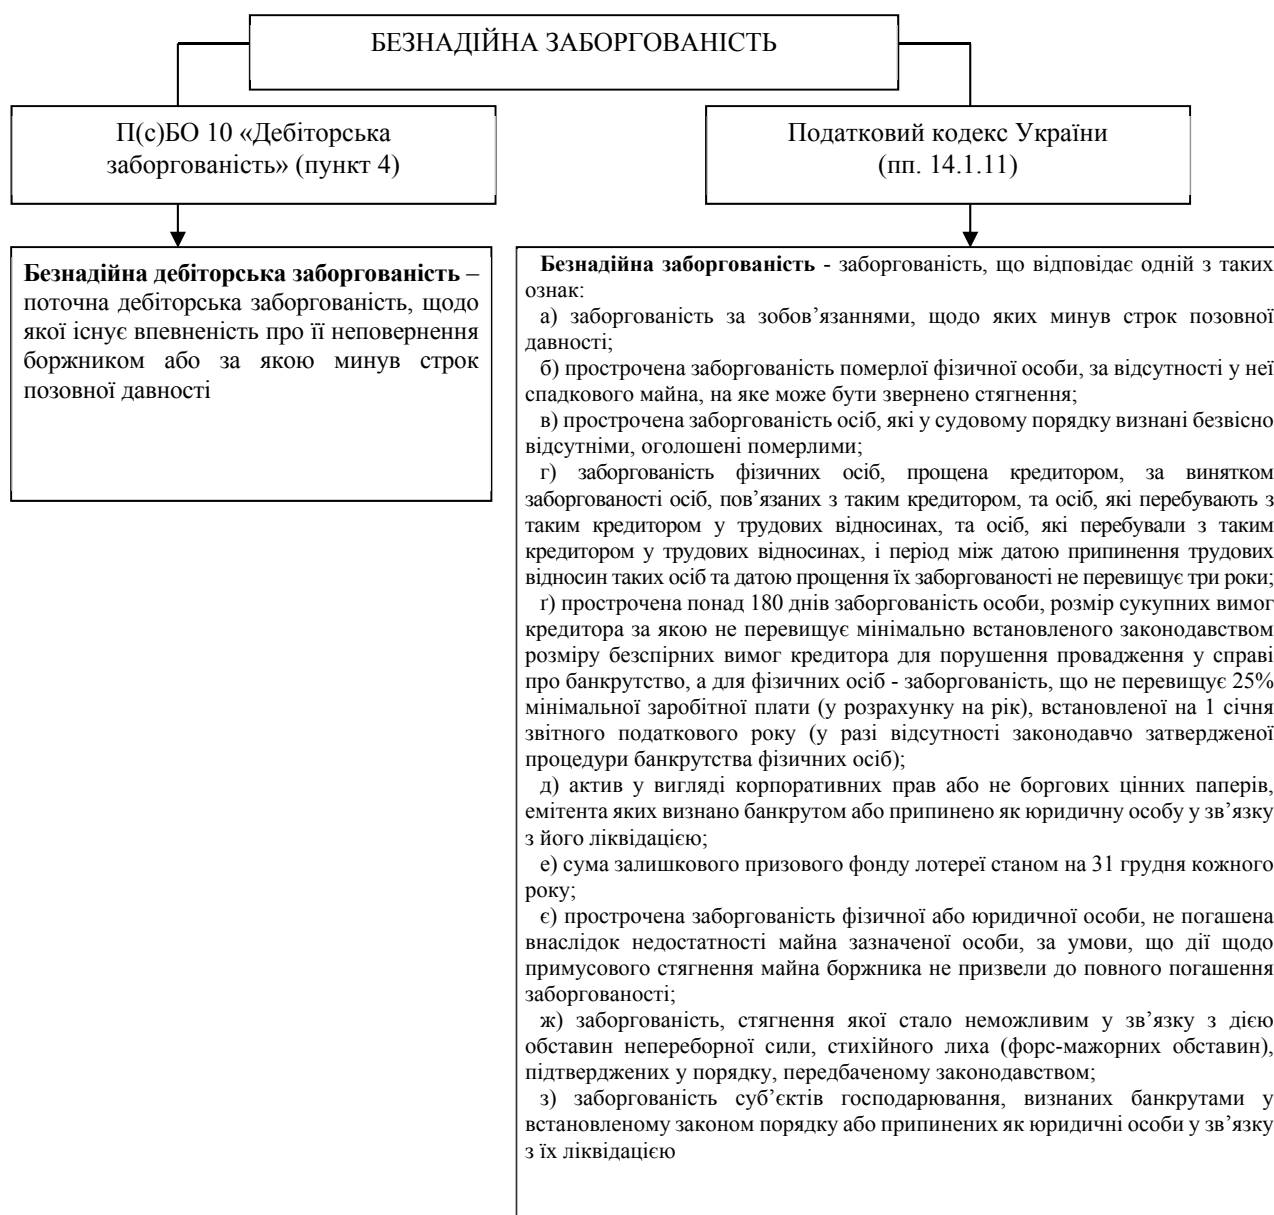 БЕЗНАДІЙНА ЗАБОРГОВАНІСТЬ
П(с)БО 10 «Дебіторська
заборгованість» (пункт 4)
Податковий кодекс України
(пп. 14.1.11)
Безнадійна дебіторська заборгованість –
поточна дебіторська заборгованість, щодо
якої існує впевненість про її неповернення
боржником або за якою минув строк
позовної давності
Безнадійна заборгованість - заборгованість, що відповідає одній з таких
ознак:
а) заборгованість за зобов’язаннями, щодо яких минув строк позовної
давності;
б) прострочена заборгованість померлої фізичної особи, за відсутності у неї
спадкового майна, на яке може бути звернено стягнення;
в) прострочена заборгованість осіб, які у судовому порядку визнані безвісно
відсутніми, оголошені померлими;
г) заборгованість фізичних осіб, прощена кредитором, за винятком
заборгованості осіб, пов’язаних з таким кредитором, та осіб, які перебувають з
таким кредитором у трудових відносинах, та осіб, які перебували з таким
кредитором у трудових відносинах, і період між датою припинення трудових
відносин таких осіб та датою прощення їх заборгованості не перевищує три роки;
ґ) прострочена понад 180 днів заборгованість особи, розмір сукупних вимог
кредитора за якою не перевищує мінімально встановленого законодавством
розміру безспірних вимог кредитора для порушення провадження у справі
про банкрутство, а для фізичних осіб - заборгованість, що не перевищує 25%
мінімальної заробітної плати (у розрахунку на рік), встановленої на 1 січня
звітного податкового року (у разі відсутності законодавчо затвердженої
процедури банкрутства фізичних осіб);
д) актив у вигляді корпоративних прав або не боргових цінних паперів,
емітента яких визнано банкрутом або припинено як юридичну особу у зв’язку
з його ліквідацією;
е) сума залишкового призового фонду лотереї станом на 31 грудня кожного
року;
є) прострочена заборгованість фізичної або юридичної особи, не погашена
внаслідок недостатності майна зазначеної особи, за умови, що дії щодо
примусового стягнення майна боржника не призвели до повного погашення
заборгованості;
ж) заборгованість, стягнення якої стало неможливим у зв’язку з дією
обставин непереборної сили, стихійного лиха (форс-мажорних обставин),
підтверджених у порядку, передбаченому законодавством;
з) заборгованість суб’єктів господарювання, визнаних банкрутами у
встановленому законом порядку або припинених як юридичні особи у зв’язку
з їх ліквідацією